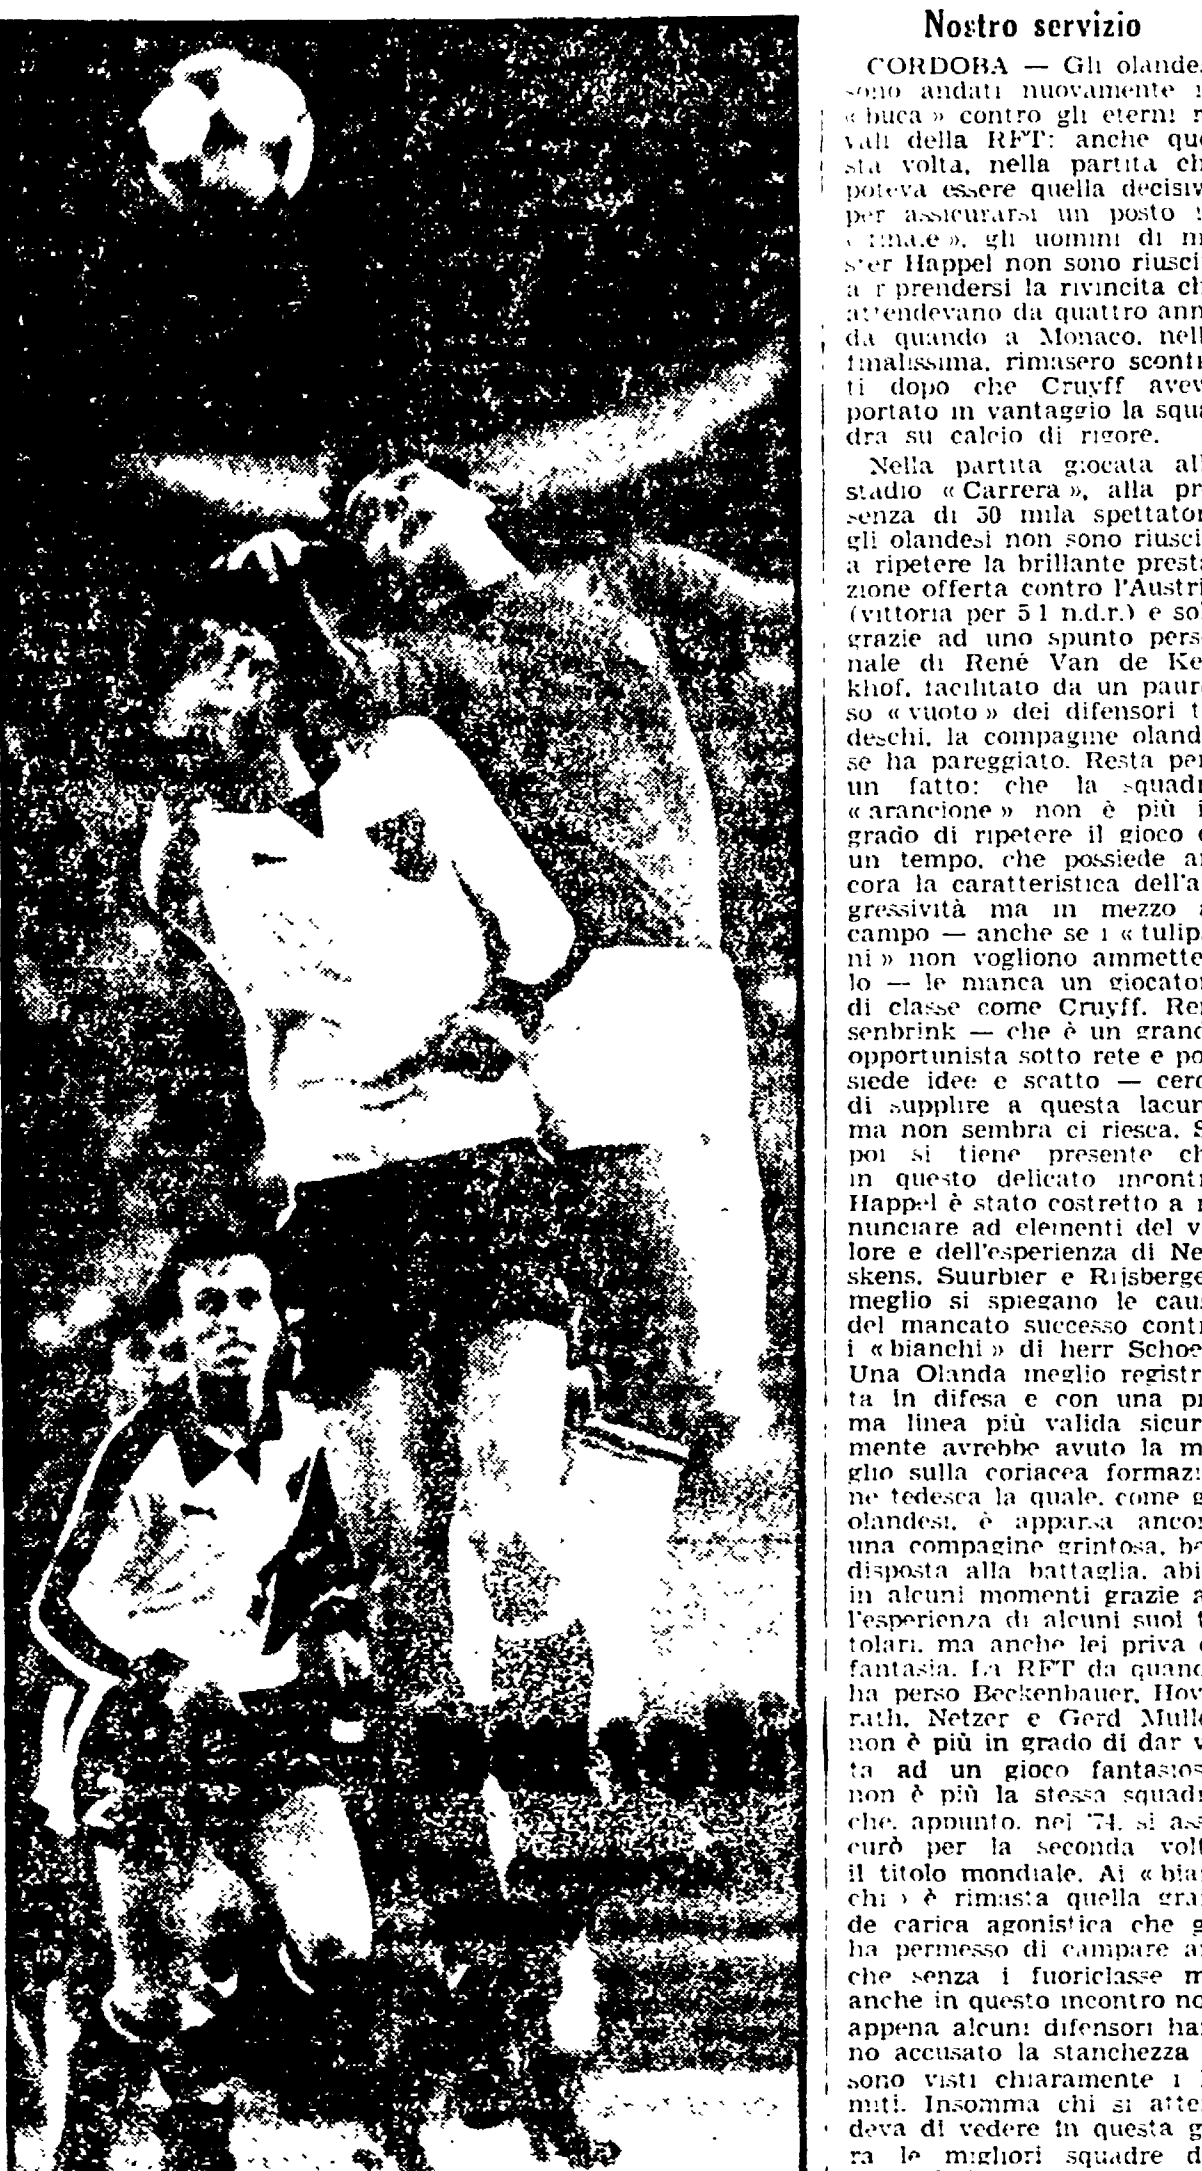 Nostro servizio
CORDOBA — Gli olande
sono andati nuovamente
« buca » contro gli eterni r
vali della RFT: anche que
sta volta, nella partita ch
poteva essere quella decisiv
per assicurarsi un posto
gli uomini di mi
ster Happel non sono riusci
a r prendersi la rivincita ch
attendevano da quattro ann
da quando a Monaco, nell
finalissima, rimasero sconfi
ti dopo che Cruyff avev
portato in vantaggio la squa
dra su calcio di rigore.
Nella partita giocata all
stadio « Carrera », alla pr
senza di 50 mila spettator
gli olandesi non sono riusci
a ripetere la brillante presta
zione offerta contro l'Austri
(vittoria per 5 1 n.d.r.) e so
grazie ad uno spunto perso
nale di René Van de Ke
khof, facilitato da un pauro
so « vuoto » dei difensori t
deschi, la compagine oland
se ha pareggiato. Resta per
un fatto: che la squadr
« arancione » non è più i
grado di ripetere il gioco d
un tempo, che possiede an
cora la caratteristica dell'a
gressività ma in mezzo a
campo — anche se i « tulipa
ni » non vogliono ammetter
lo — le manca un giocator
di classe come Cruyff. Ren
senbrink — che è un grand
opportunista sotto rete e po
siede idee e scatto — cerc
di supplire a questa lacun
ma non sembra ci riesca. S
poi si tiene presente ch
in questo delicato incontr
Happel è stato costretto a r
nunciare ad elementi del v
lore e dell'esperienza di Ne
skens, Suurbier e Rijsberge
meglio si spiegano le caus
del mancato successo contr
i « bianchi » di herr Schoe
Una Olanda meglio registr
ta in difesa e con una pr
ma linea più valida sicur
mente avrebbe avuto la m
glio sulla coriacea formazi
ne tedesca la quale, come g
olandesi, è apparsa ancor
una compagine grintosa, be
disposta alla battaglia, abi
in alcuni momenti grazie a
l'esperienza di alcuni suoi t
tolari, ma anche lei priva d
fantasia. La RFT da quand
ha perso Beckenbauer, Hov
rath, Netzer e Gerd Mulle
non è più in grado di dar v
ta ad un gioco fantasios
non è più la stessa squadr
che, appunto, nel '74, si ass
curò per la seconda volt
il titolo mondiale. Ai « bian
chi » è rimasta quella gran
de carica agonistica che g
ha permesso di campare an
che senza i fuoriclasse m
anche in questo incontro no
appena alcuni difensori han
no accusato la stanchezza
sono visti chiaramente i l
miti. Insomma chi si atte
deva di vedere in questa g
ra le migliori squadre d